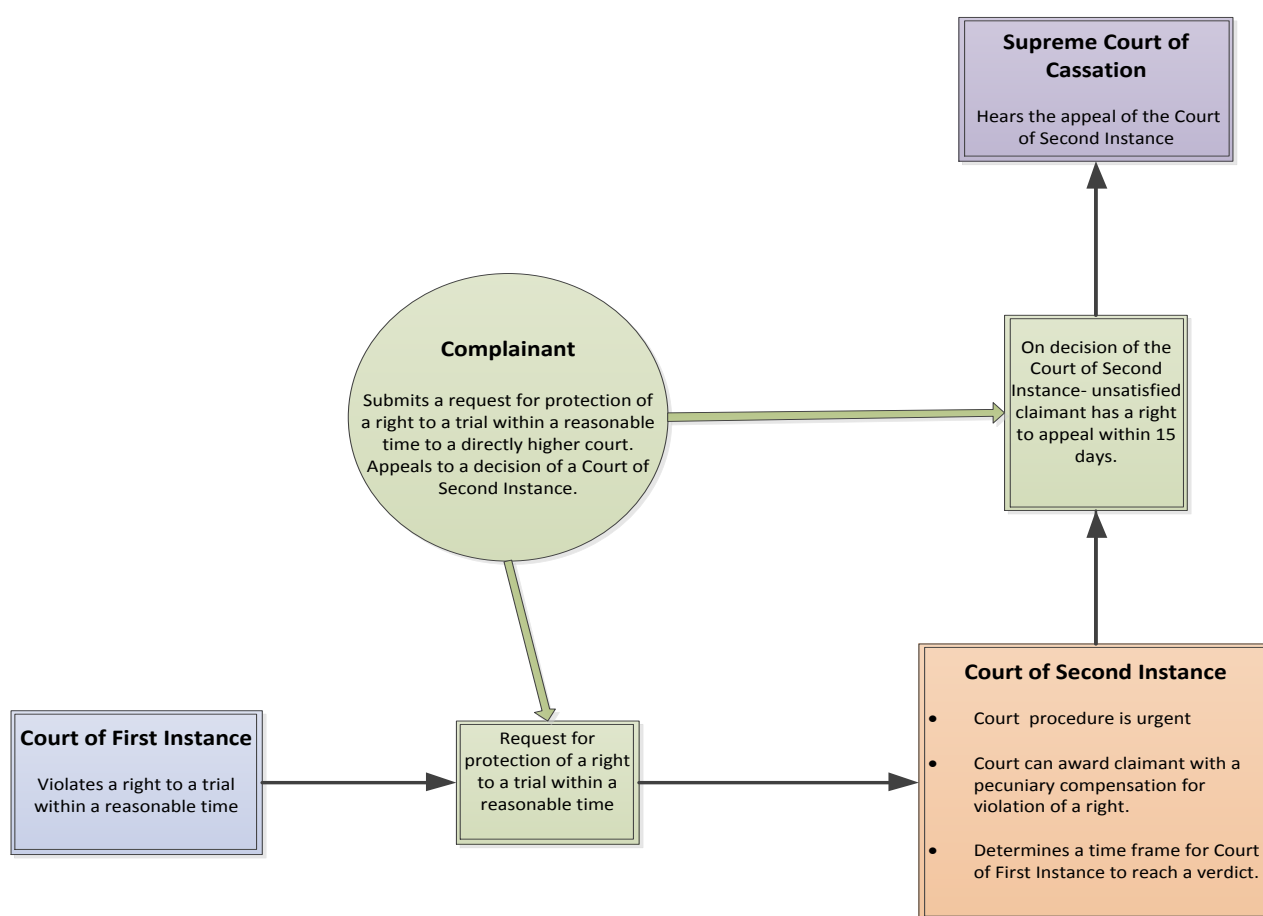 Supreme Court of
Cassation
Hears the appeal of the Court
of Second Instance
Complainant
Submits a request for protection of
a right to a trial within a reasonable
time to a directly higher court.
Appeals to a decision of a Court of
Second Instance.
On decision of the
Court of Second
Instance- unsatisfied
claimant has a right
to appeal within 15
days.
Court of First Instance
Violates a right to a trial
within a reasonable time
Request for
protection of a right
to a trial within a
reasonable time
Court of Second Instance
• Court procedure is urgent
• Court can award claimant with a
pecuniary compensation for
violation of a right.
• Determines a time frame for Court
of First Instance to reach a verdict.